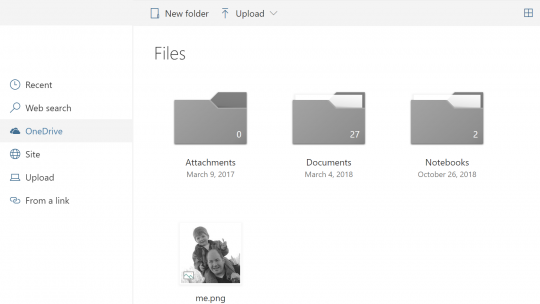 New folder
Upload
Files
Recent
Web search
OneDrive
Site
Upload
From a link
0
27
2
Attachments
Documents
Notebooks
March 9, 2017
March 4, 2018
October 26, 2018
me.png